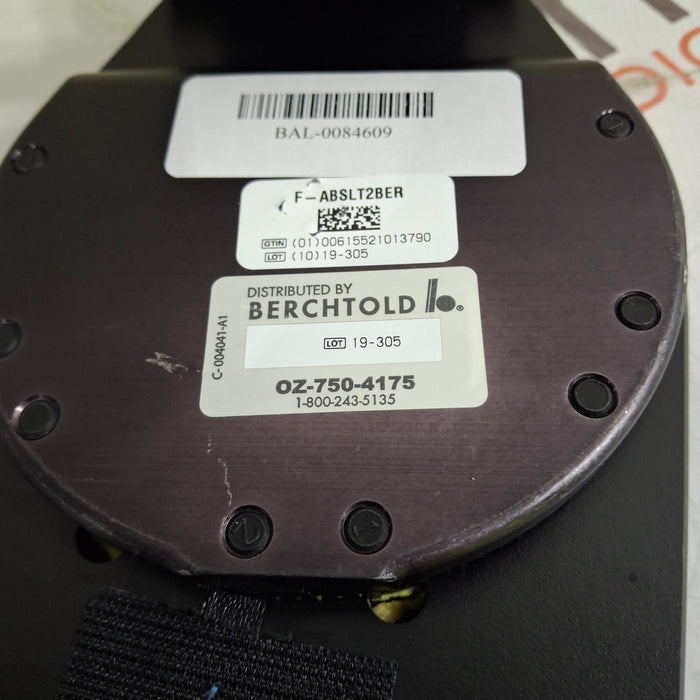 BAL-0084609
F-ABSLT2BER
GTIN (01)00615521013790
LOT (10)19-305
DISTRIBUTED BY
BERCHTOLD b.®
C-004041-A1
LOT 19-305
OZ-750-4175
1-800-243-5135